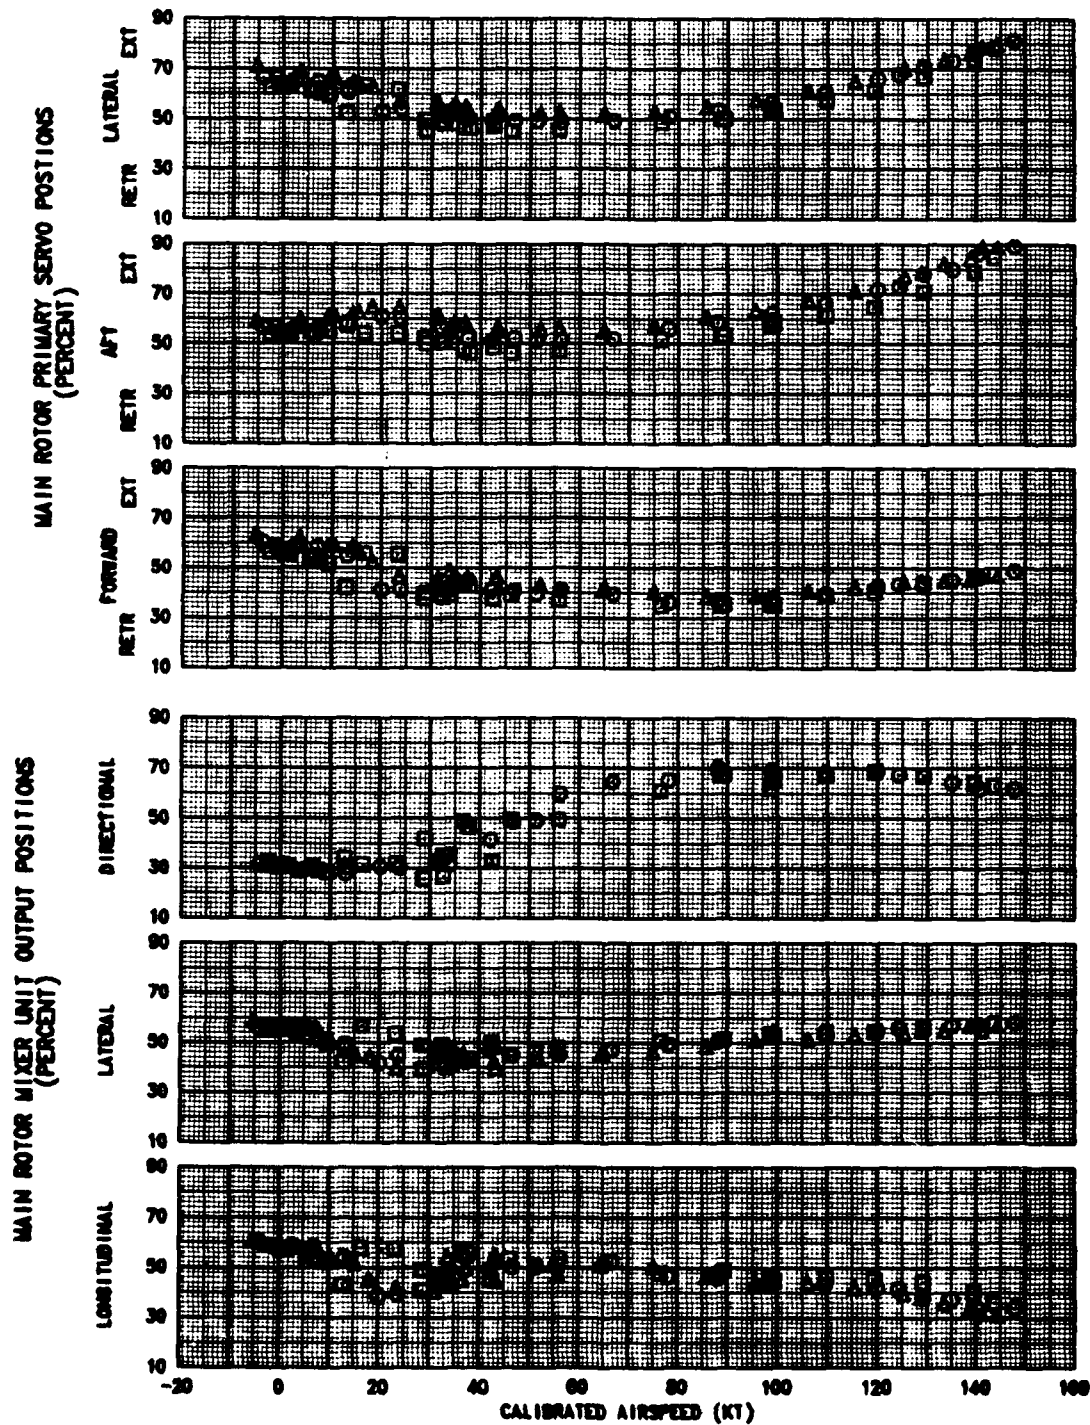 MAIN ROTOR PRIMARY SERVO POSTIONS
(PERCENT)
LATERAL
RETR
EXT
90
70
50
30
10
AFT
RETR
EXT
90
70
50
30
10
FORWARD
RETR
EXT
90
70
50
30
10
MAIN ROTOR MIXER UNIT OUTPUT POSITIONS
(PERCENT)
DIRECTIONAL
90
70
50
30
10
LATERAL
90
70
50
30
10
LONGITUDINAL
90
70
50
30
10
-20 0 20 40 60 80 100 120 140 160
CALIBRATED AIRSPEED (KT)